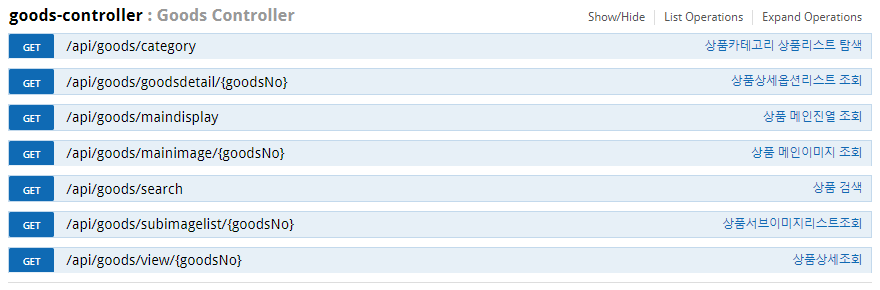 goods-controller : Goods Controller Show/Hide List Operations Expand Operations
GET /api/goods/category 상품카테고리 상품리스트 탐색
GET /api/goods/goodsdetail/{goodsNo} 상품상세옵션리스트 조회
GET /api/goods/maindisplay 상품 메인진열 조회
GET /api/goods/mainimage/{goodsNo} 상품 메인이미지 조회
GET /api/goods/search 상품 검색
GET /api/goods/subimagelist/{goodsNo} 상품서브이미지리스트조회
GET /api/goods/view/{goodsNo} 상품상세조회